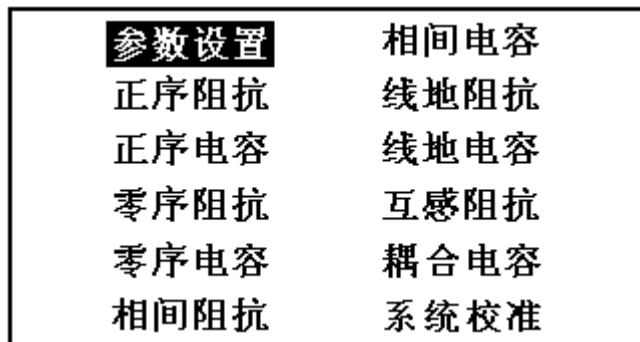 参数设置 相间电容
正序阻抗 线地阻抗
正序电容 线地电容
零序阻抗 互感阻抗
零序电容 耦合电容
相间阻抗 系统校准